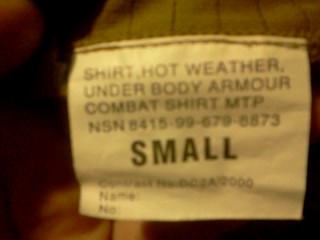 SHIRT, HOT WEATHER,
UNDER BODY ARMOUR
COMBAT SHIRT MTP
NSN 8415-99-679-8873
SMALL
Contract No:
Name:
No: